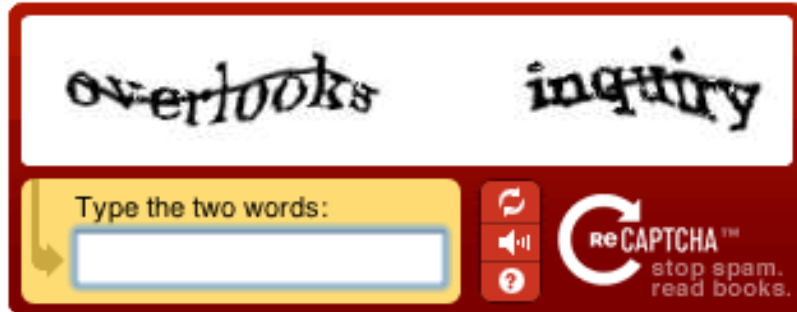 overlooks inquiry
Type the two words:
ReCAPTCHA™
stop spam.
read books.